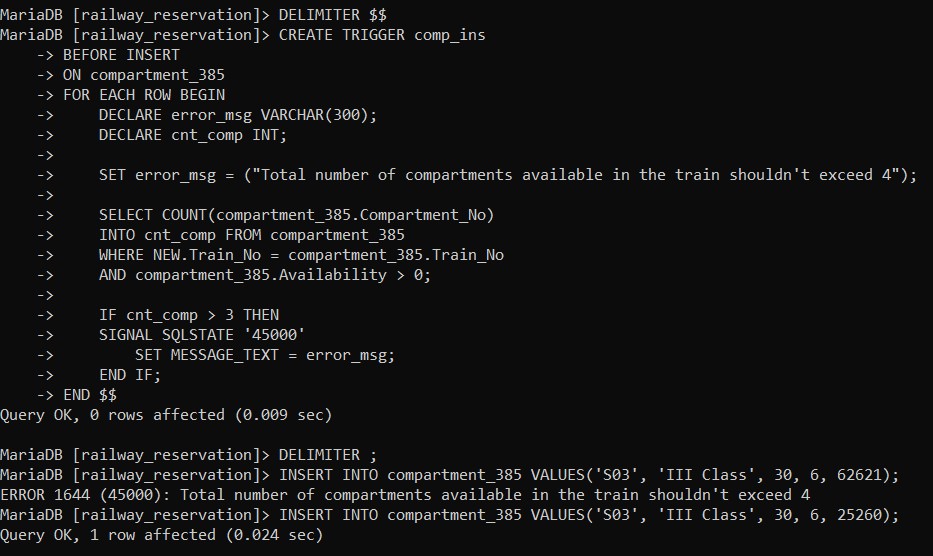 MariaDB [railway_reservation]> DELIMITER $$
MariaDB [railway_reservation]> CREATE TRIGGER comp_ins
    -> BEFORE INSERT
    -> ON compartment_385
    -> FOR EACH ROW BEGIN
    ->     DECLARE error_msg VARCHAR(300);
    ->     DECLARE cnt_comp INT;
    ->
    ->     SET error_msg = ("Total number of compartments available in the train shouldn't exceed 4");
    ->
    ->     SELECT COUNT(compartment_385.Compartment_No)
    ->     INTO cnt_comp FROM compartment_385
    ->     WHERE NEW.Train_No = compartment_385.Train_No
    ->     AND compartment_385.Availability > 0;
    ->
    ->     IF cnt_comp > 3 THEN
    ->     SIGNAL SQLSTATE '45000'
    ->         SET MESSAGE_TEXT = error_msg;
    ->     END IF;
    -> END $$
Query OK, 0 rows affected (0.009 sec)

MariaDB [railway_reservation]> DELIMITER ;
MariaDB [railway_reservation]> INSERT INTO compartment_385 VALUES('S03', 'III Class', 30, 6, 62621);
ERROR 1644 (45000): Total number of compartments available in the train shouldn't exceed 4
MariaDB [railway_reservation]> INSERT INTO compartment_385 VALUES('S03', 'III Class', 30, 6, 25260);
Query OK, 1 row affected (0.024 sec)